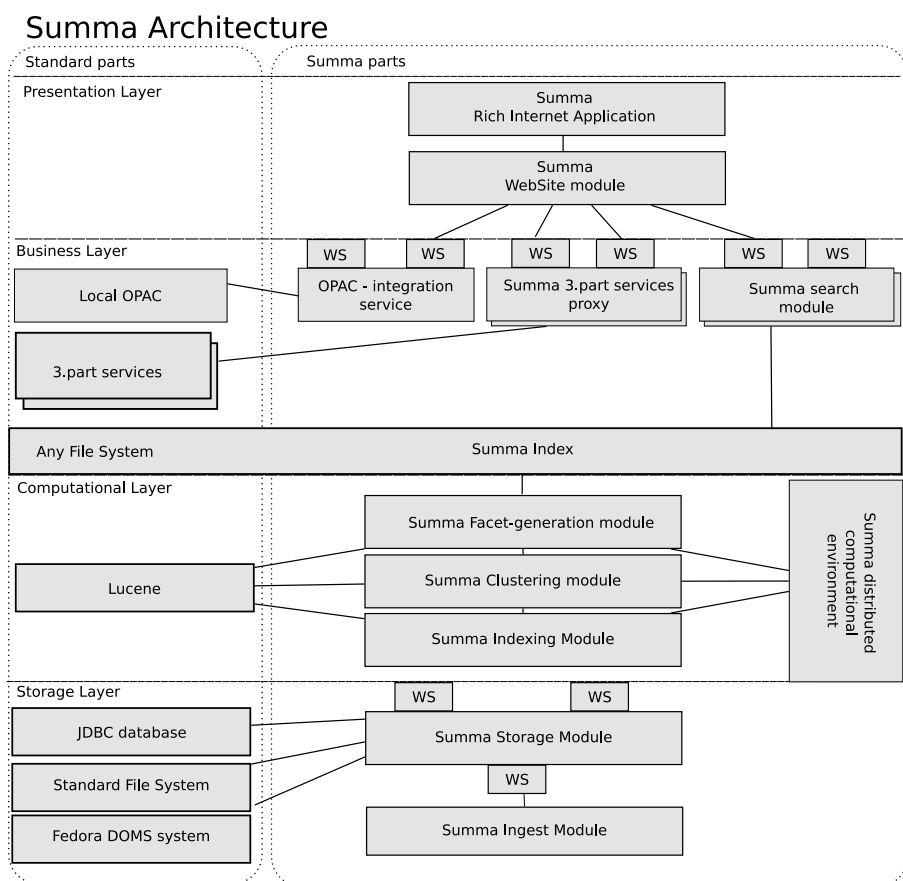 Summa Architecture
Standard parts
Summa parts
Presentation Layer
Summa
Rich Internet Application
Summa
WebSite module
Business Layer
WS
WS
WS
WS
WS
WS
Local OPAC
OPAC - integration
service
Summa 3.part services
proxy
Summa search
module
3.part services
Any File System
Summa Index
Computational Layer
Summa Facet-generation module
Summa distributed
computational
environment
Lucene
Summa Clustering module
Summa Indexing Module
Storage Layer
WS
WS
JDBC database
Summa Storage Module
Standard File System
WS
Fedora DOMS system
Summa Ingest Module